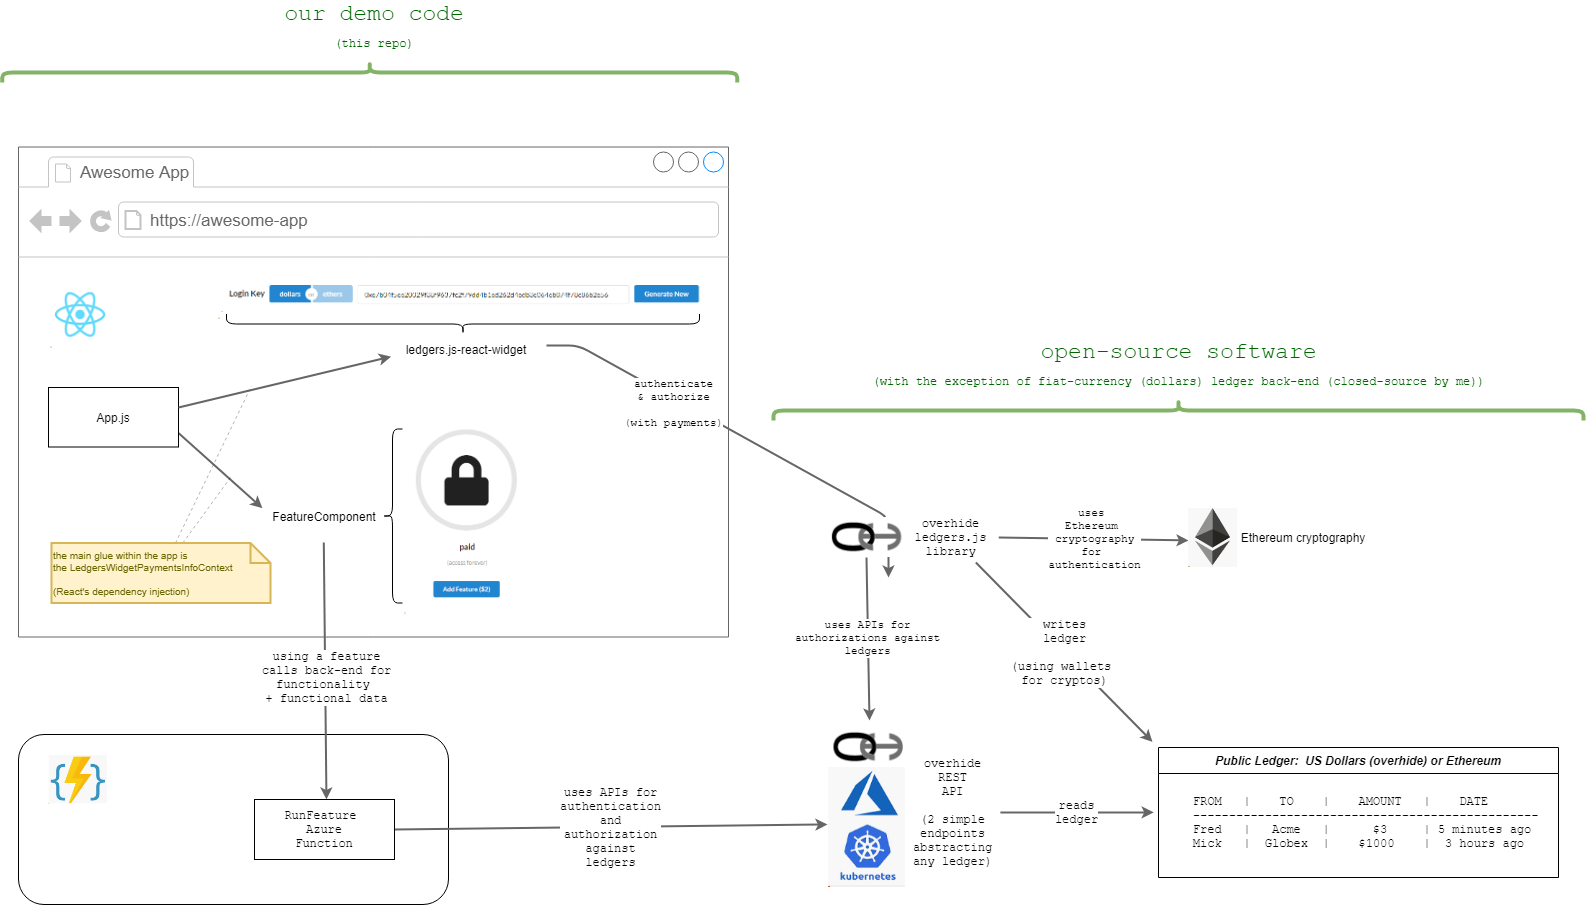 our demo code
(this repo)
Awesome App
https://awesome-app
Login Key
dollars
or
ethers
Generate New
ledgers.js-react-widget
authenticate
& authorize
(with payments)
App.js
FeatureComponent
paid
(access forever)
Add Feature ($2)
the main glue within the app is
the LedgersWidgetPaymentsInfoContext
(React's dependency injection)
using a feature
calls back-end for
functionality
+ functional data
RunFeature
Azure
Function
uses APIs for
authentication
and
authorization
against
ledgers
open-source software
(with the exception of fiat-currency (dollars) ledger back-end (closed-source by me))
overhide
ledgers.js
library
uses
Ethereum
cryptography
for
authentication
Ethereum cryptography
uses APIs for
authorizations against
ledgers
writes
ledger
(using wallets
for cryptos)
overhide
REST
API
(2 simple
endpoints
abstracting
any ledger)
kubernetes
reads
ledger
Public Ledger: US Dollars (overhide) or Ethereum
FROM | TO | AMOUNT | DATE
------------------------------------------------
Fred | Acme | $3 | 5 minutes ago
Mick | Globex | $1000 | 3 hours ago